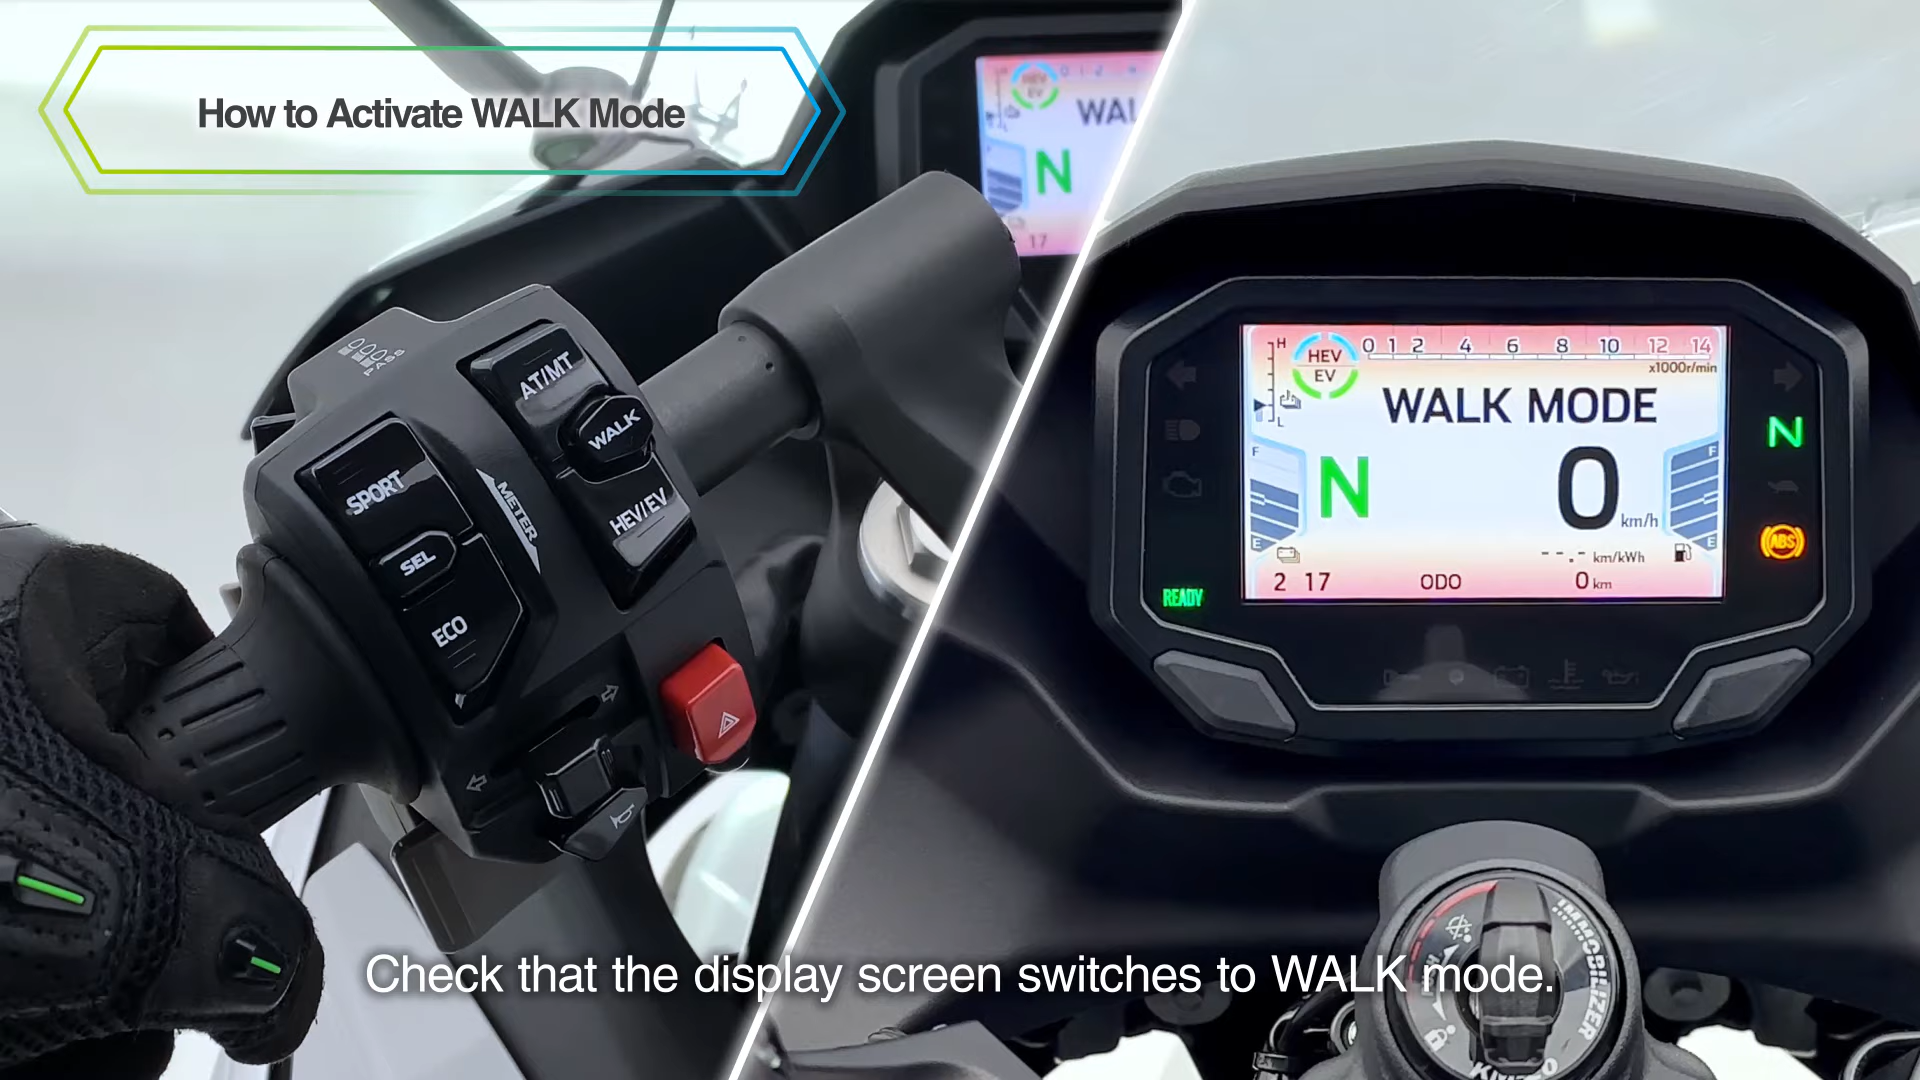 How to Activate WALK Mode
WAL
N
17
PASS
AT/MT
WALK
HEV/EV
METER
SPORT
SEL
ECO
H
L
HEV
EV
0 1 2 4 6 8 10 12 14
x1000r/min
WALK MODE
F
E
N
0 km/h
F
E
--.- km/kWh
2 17
ODO
0 km
N
ABS
READY
IMMOBILIZER
Check that the display screen switches to WALK mode.